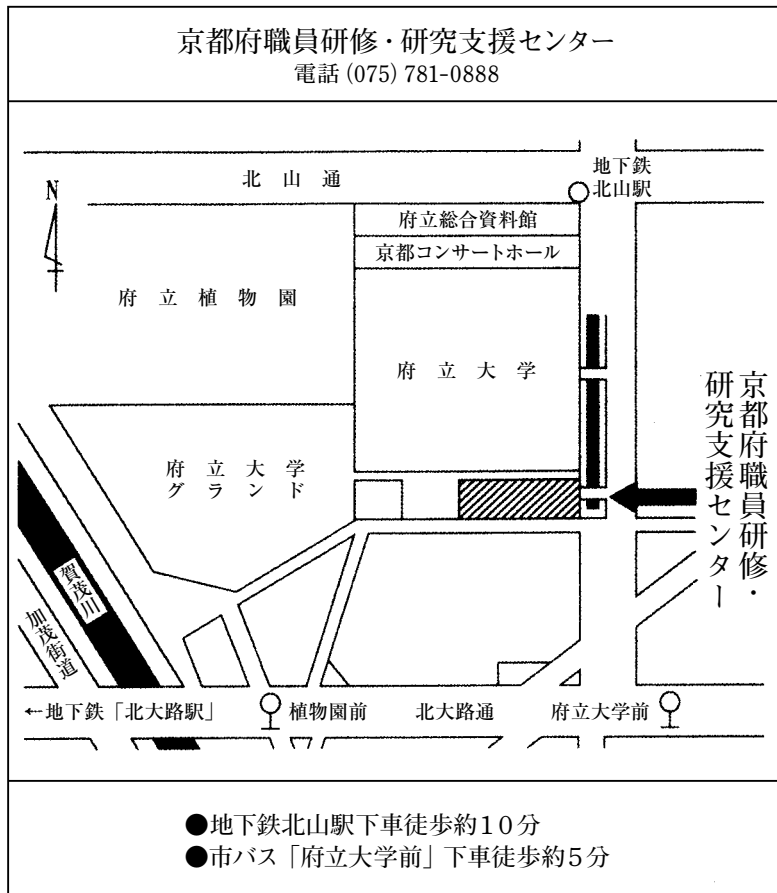 京都府職員研修・研究支援センター
電話 (075) 781-0888
地下鉄
北山駅
北山通
N
府立総合資料館
京都コンサートホール
府立植物園
府立大学
京都府職員研修・
研究支援センター
府立大学
グランド
賀茂川
加茂街道
←地下鉄「北大路駅」
植物園前
北大路通
府立大学前
●地下鉄北山駅下車徒歩約10分
●市バス「府立大学前」下車徒歩約5分